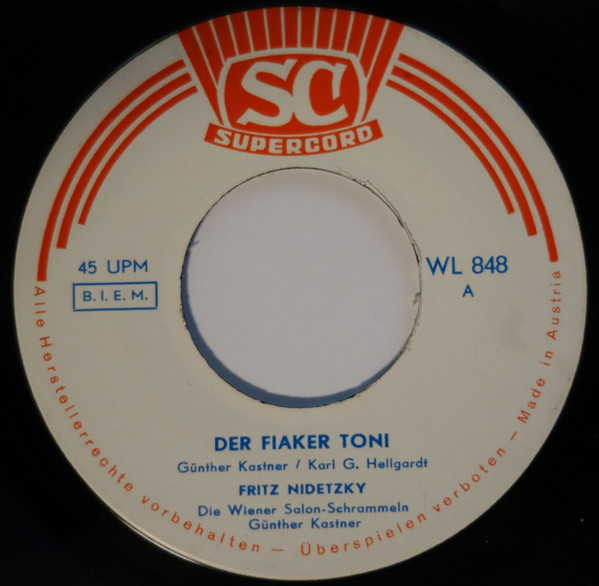 SC
SUPERCORD
45 UPM
B. I. E. M.
WL 848
A
DER FIAKER TONI
Günther Kastner / Karl G. Hellgardt
FRITZ NIDETZKY
Die Wiener Salon-Schrammeln
Günther Kastner
Alle Herstellerrechte vorbehalten — Überspielen verboten — Made in Austria